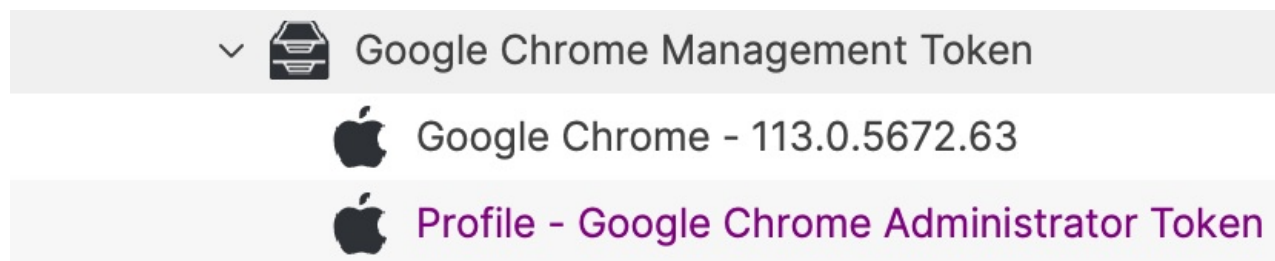 Google Chrome Management Token
Google Chrome - 113.0.5672.63
Profile - Google Chrome Administrator Token